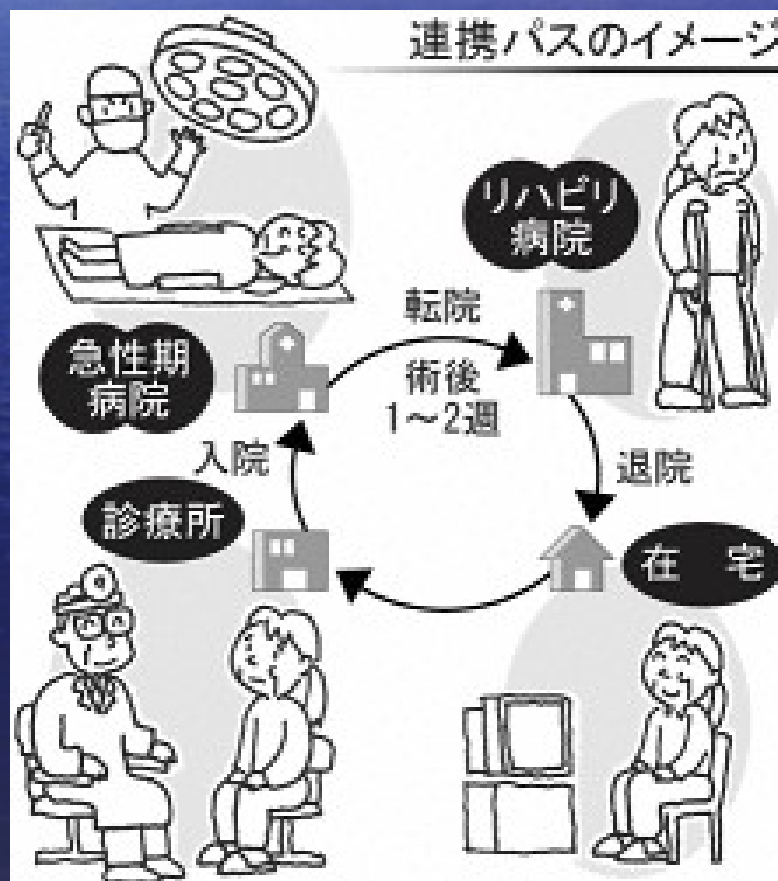 連携パスのイメージ
リハビリ
病院
転院
術後
1～2週
急性期
病院
入院
退院
診療所
在　宅